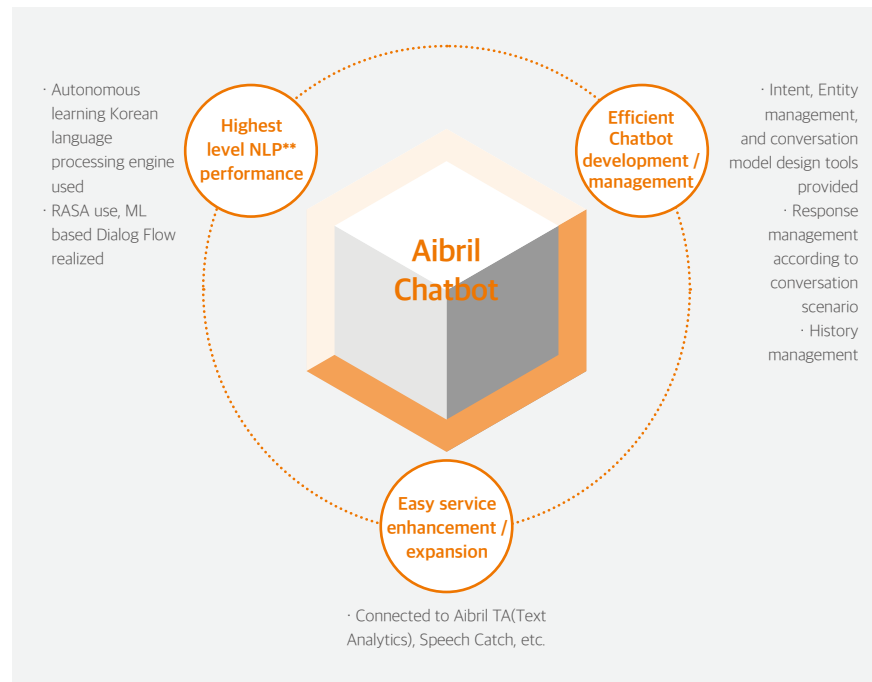 Highest
level NLP**
performance
· Autonomous
learning Korean
language
processing engine
used
· RASA use, ML
based Dialog Flow
realized
Efficient
Chatbot
development /
management
· Intent, Entity
management,
and conversation
model design tools
provided
· Response
management
according to
conversation
scenario
· History
management
Aibril
Chatbot
Easy service
enhancement /
expansion
· Connected to Aibril TA(Text
Analytics), Speech Catch, etc.